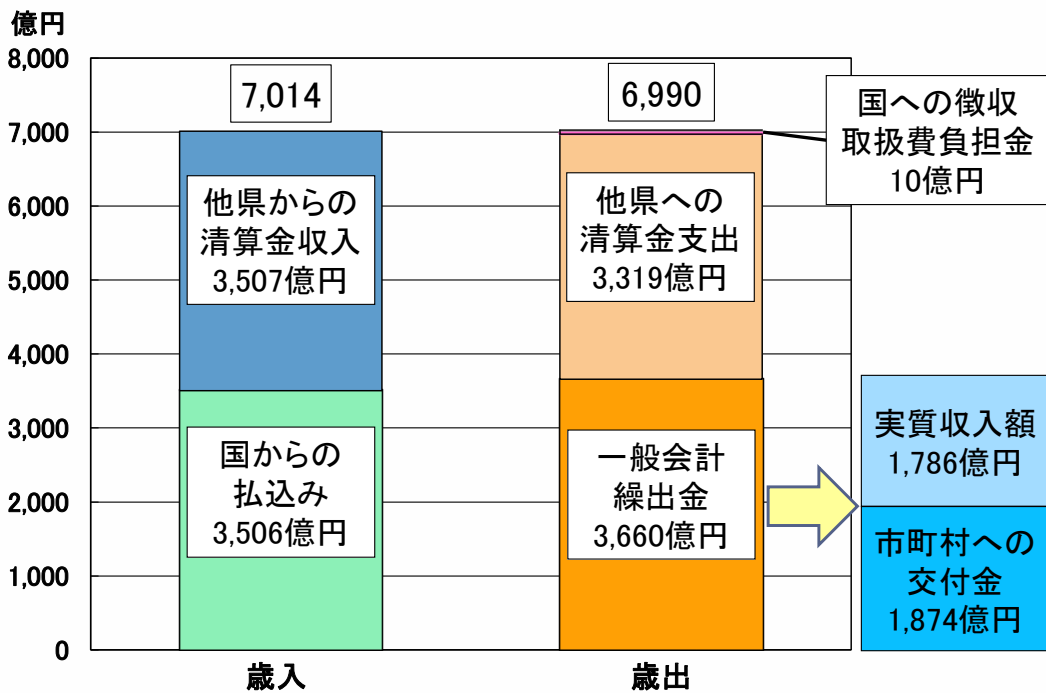 億円
8,000
7,000
6,000
5,000
4,000
3,000
2,000
1,000
0
7,014
他県からの
清算金収入
3,507億円
国からの
払込み
3,506億円
歳入
6,990
他県への
清算金支出
3,319億円
一般会計
繰出金
3,660億円
歳出
国への徴収
取扱費負担金
10億円
実質収入額
1,786億円
市町村への
交付金
1,874億円